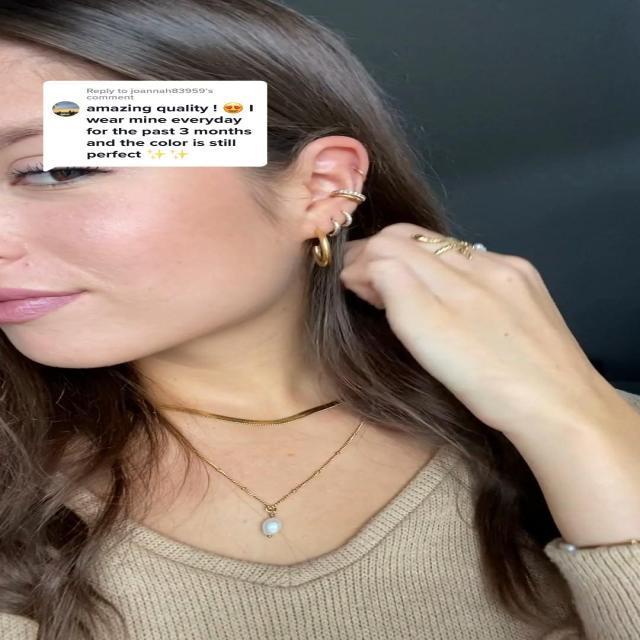 Reply to joannah83959's
comment
amazing quality ! 😍 I
wear mine everyday
for the past 3 months
and the color is still
perfect ✨ ✨